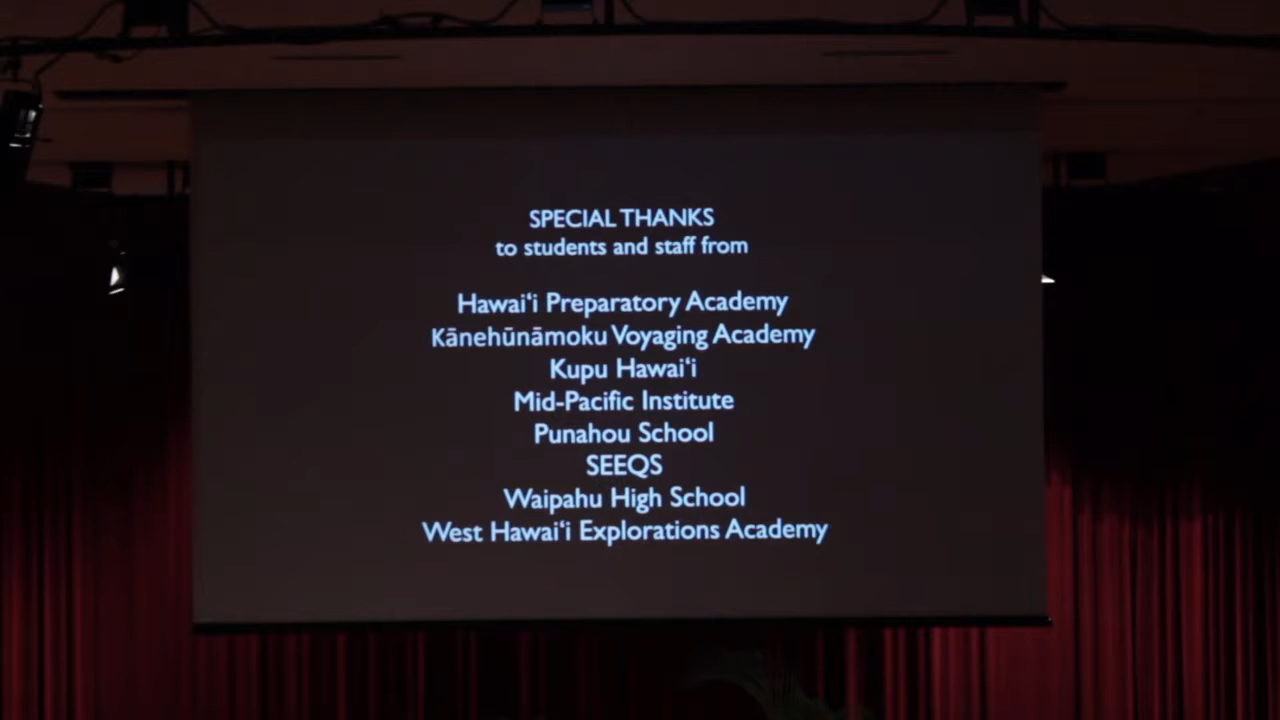 SPECIAL THANKS
to students and staff from
Hawaiʻi Preparatory Academy
Kānehūnāmoku Voyaging Academy
Kupu Hawaiʻi
Mid-Pacific Institute
Punahou School
SEEQS
Waipahu High School
West Hawaiʻi Explorations Academy